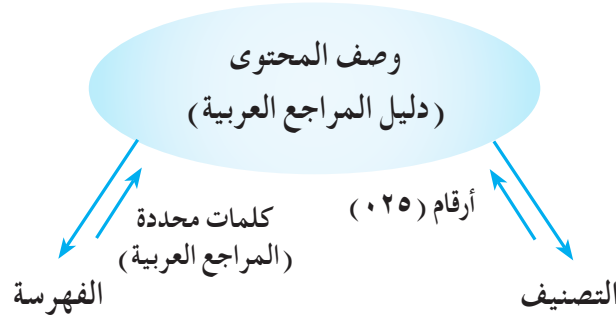 وصف المحتوى
(دليل المراجع العربية)
أرقام (٠٢٥)
كلمات محددة
(المراجع العربية)
التصنيف
الفهرسة